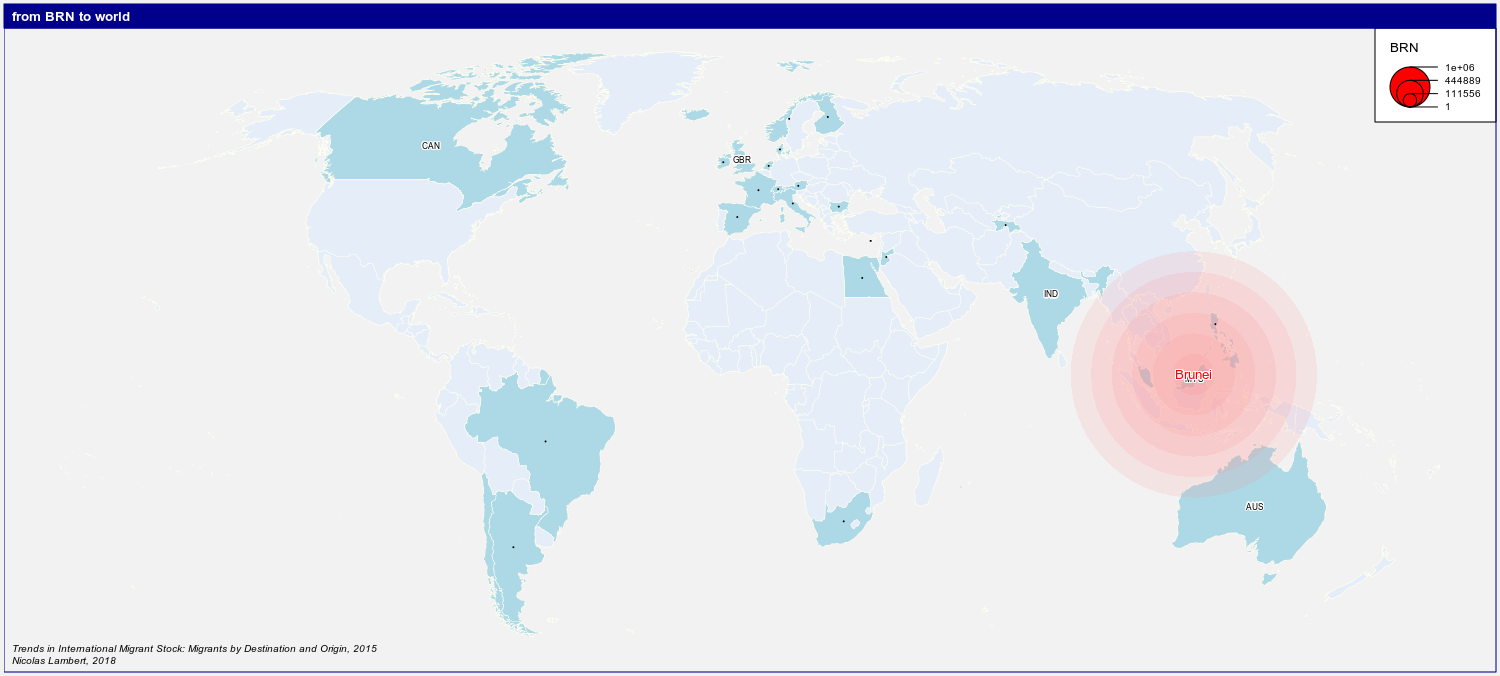 from BRN to world
BRN
1e+06
444889
111556
1
CAN
GBR
IND
Brunei
AUS
Trends in International Migrant Stock: Migrants by Destination and Origin, 2015
Nicolas Lambert, 2018